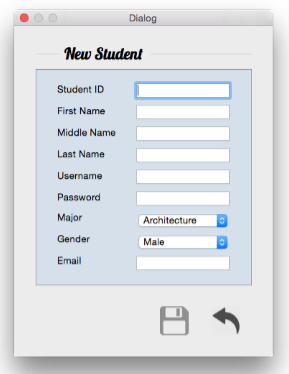 Dialog
New Student
Student ID
First Name
Middle Name
Last Name
Username
Password
Major Architecture
Gender Male
Email